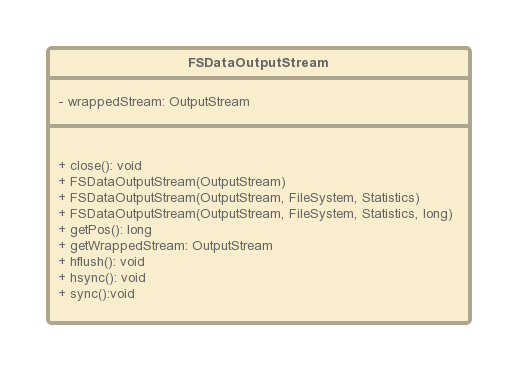 FSDataOutputStream
- wrappedStream: OutputStream
+ close(): void
+ FSDataOutputStream(OutputStream)
+ FSDataOutputStream(OutputStream, FileSystem, Statistics)
+ FSDataOutputStream(OutputStream, FileSystem, Statistics, long)
+ getPos(): long
+ getWrappedStream: OutputStream
+ hflush(): void
+ hsync(): void
+ sync():void